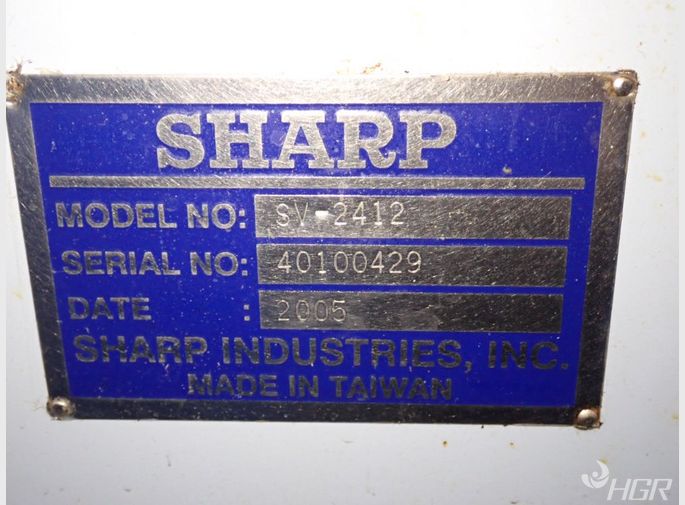 SHARP
MODEL NO: SV-2412
SERIAL NO: 40100429
DATE : 2005
SHARP INDUSTRIES, INC.
MADE IN TAIWAN
HGR